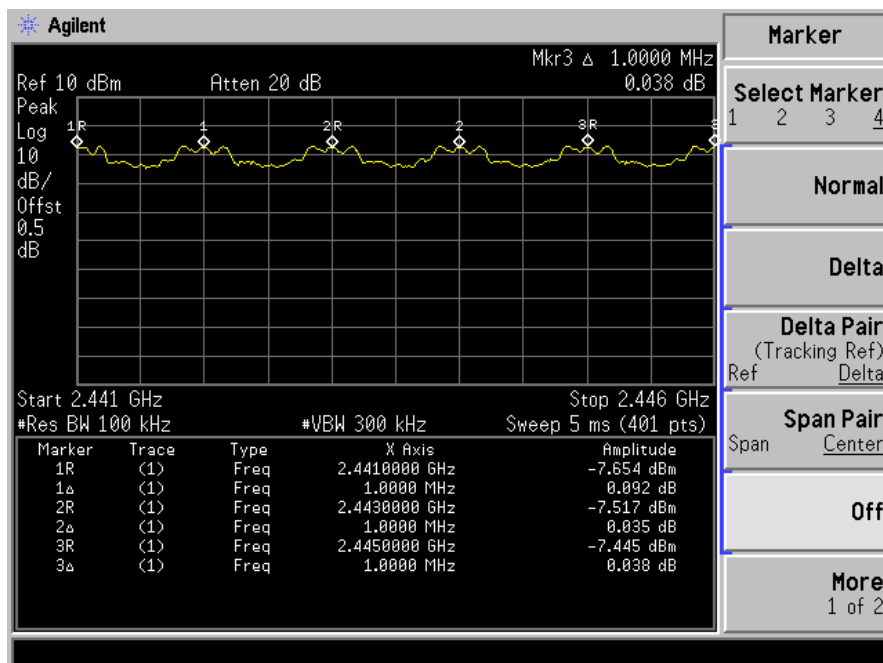 Agilent
Mkr3 Δ 1.0000 MHz
Ref 10 dBm Atten 20 dB 0.038 dB
Peak
Log
10
dB/
Offst
0.5
dB
1R 1 2R 2 3R 3
Start 2.441 GHz Stop 2.446 GHz
#Res BW 100 kHz #VBW 300 kHz Sweep 5 ms (401 pts)
Marker Trace Type X Axis Amplitude
1R (1) Freq 2.4410000 GHz -7.654 dBm
1Δ (1) Freq 1.0000 MHz 0.092 dB
2R (1) Freq 2.4430000 GHz -7.517 dBm
2Δ (1) Freq 1.0000 MHz 0.035 dB
3R (1) Freq 2.4450000 GHz -7.445 dBm
3Δ (1) Freq 1.0000 MHz 0.038 dB
Marker
Select Marker
1 2 3 4
Normal
Delta
Delta Pair
(Tracking Ref)
Ref Delta
Span Pair
Span Center
Off
More
1 of 2